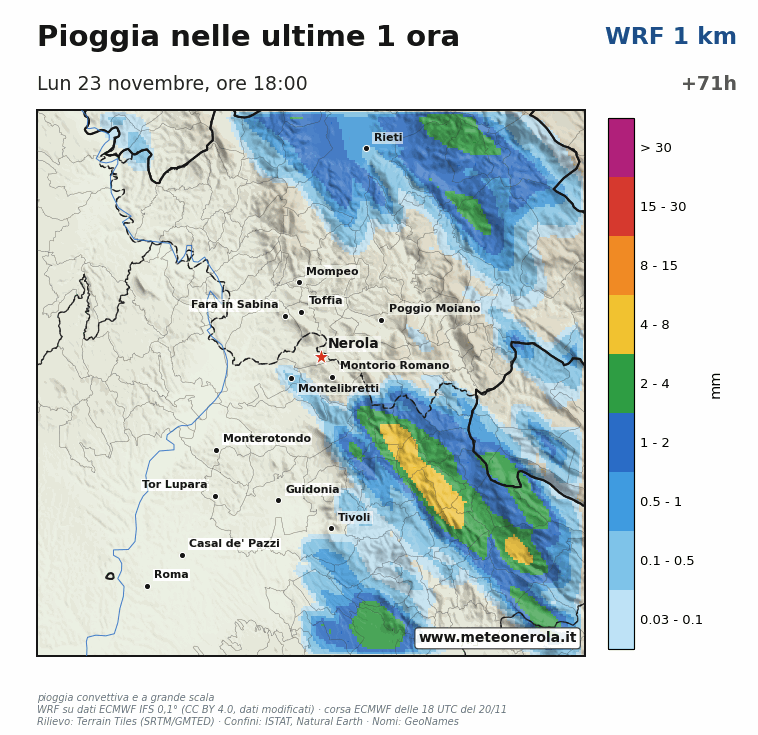 Pioggia nelle ultime 1 ora
WRF 1 km
Lun 23 novembre, ore 18:00
+71h
Rieti
Mompeo
Toffia
Fara in Sabina
Poggio Moiano
Nerola
Montorio Romano
Montelibretti
Monterotondo
Tor Lupara
Guidonia
Tivoli
Casal de' Pazzi
Roma
www.meteonerola.it
> 30
15 - 30
8 - 15
4 - 8
2 - 4
1 - 2
0.5 - 1
0.1 - 0.5
0.03 - 0.1
mm
pioggia convettiva e a grande scala
WRF su dati ECMWF IFS 0,1° (CC BY 4.0, dati modificati) · corsa ECMWF delle 18 UTC del 20/11
Rilievo: Terrain Tiles (SRTM/GMTED) · Confini: ISTAT, Natural Earth · Nomi: GeoNames